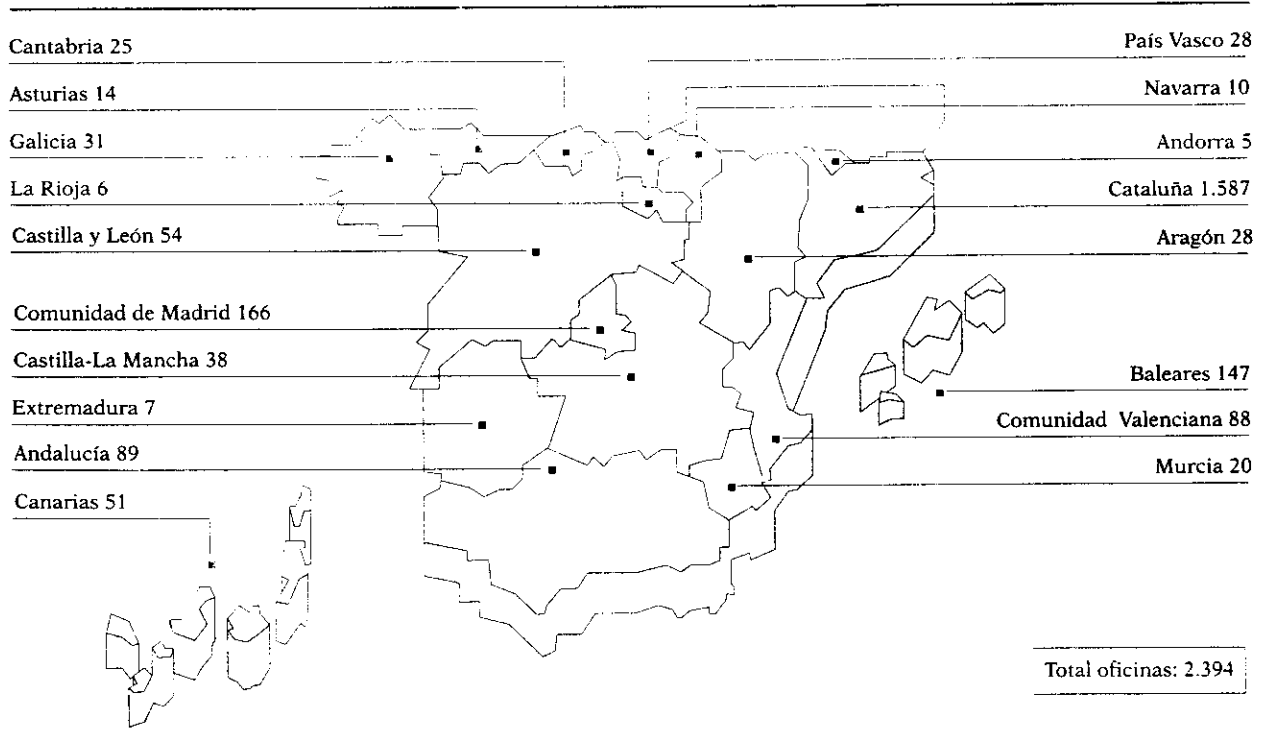 Cantabria 25
Asturias 14
Galicia 31
La Rioja 6
Castilla y León 54
Comunidad de Madrid 166
Castilla-La Mancha 38
Extremadura 7
Andalucía 89
Canarias 51
País Vasco 28
Navarra 10
Andorra 5
Cataluña 1.587
Aragón 28
Baleares 147
Comunidad Valenciana 88
Murcia 20
Total oficinas: 2.394